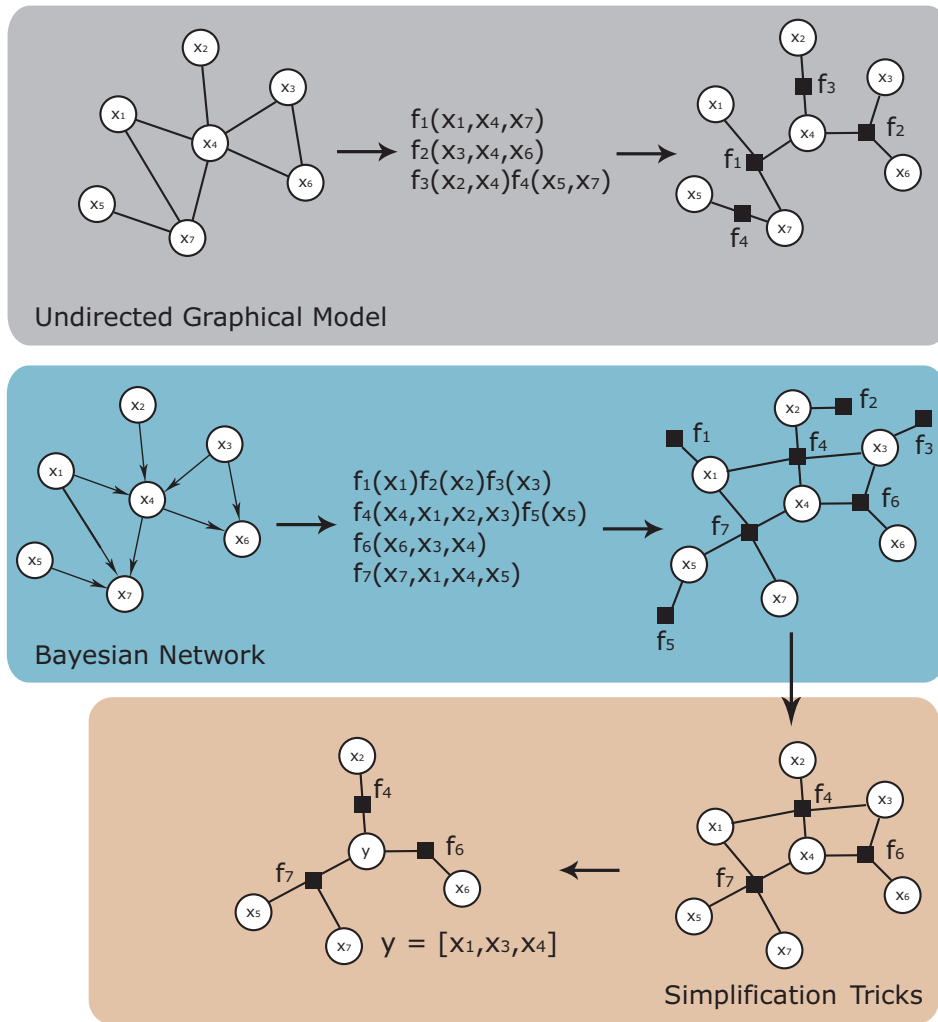 x₂
x₃
x₁
x₄
x₆
x₅
x₇
f₁(x₁,x₄,x₇)
f₂(x₃,x₄,x₆)
f₃(x₂,x₄)f₄(x₅,x₇)
x₂
f₃
x₃
x₁
x₄
f₂
f₁
x₆
x₅
f₄
x₇
Undirected Graphical Model
x₂
x₃
x₁
x₄
x₆
x₅
x₇
f₁(x₁)f₂(x₂)f₃(x₃)
f₄(x₄,x₁,x₂,x₃)f₅(x₅)
f₆(x₆,x₃,x₄)
f₇(x₇,x₁,x₄,x₅)
x₂
f₂
f₁
f₄
x₃
f₃
x₁
x₄
f₆
f₇
x₆
x₅
x₇
f₅
Bayesian Network
x₂
f₄
y
f₆
f₇
x₆
x₅
x₇
y = [x₁,x₃,x₄]
x₂
f₄
x₃
x₁
x₄
f₆
f₇
x₆
x₅
x₇
Simplification Tricks